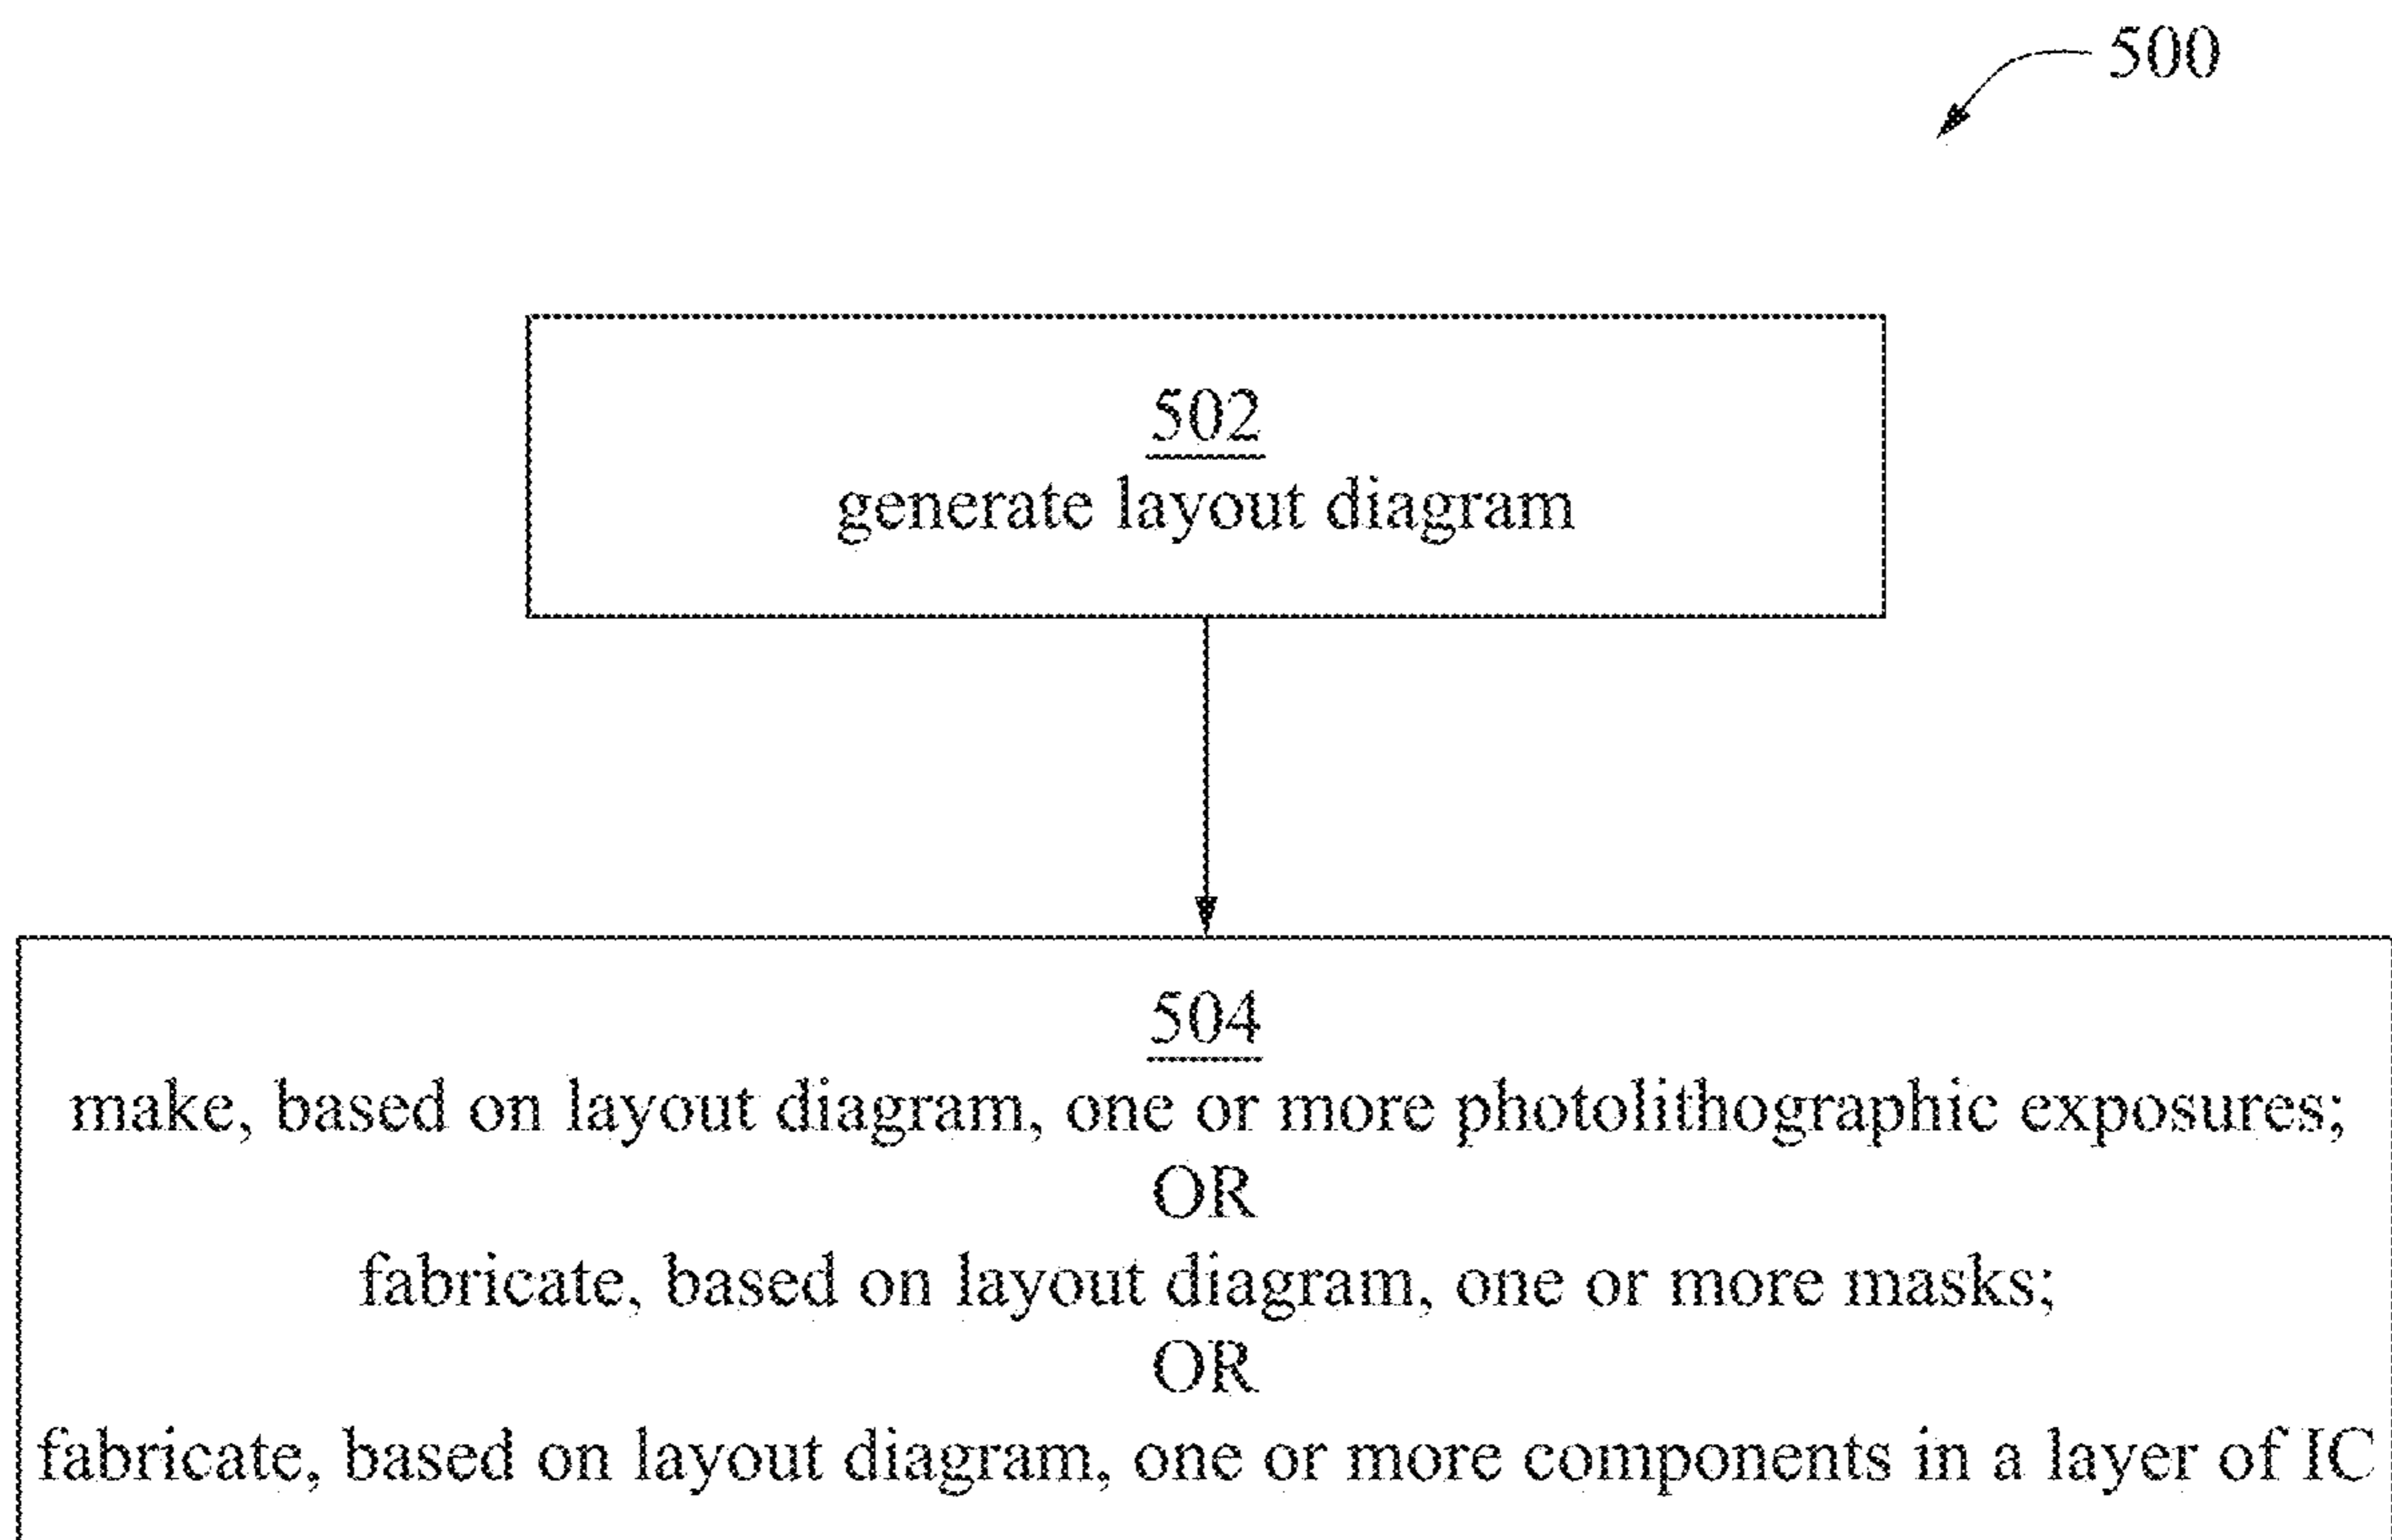 500
502
generate layout diagram
504
make, based on layout diagram, one or more photolithographic exposures;
OR
fabricate, based on layout diagram, one or more masks;
OR
fabricate, based on layout diagram, one or more components in a layer of IC